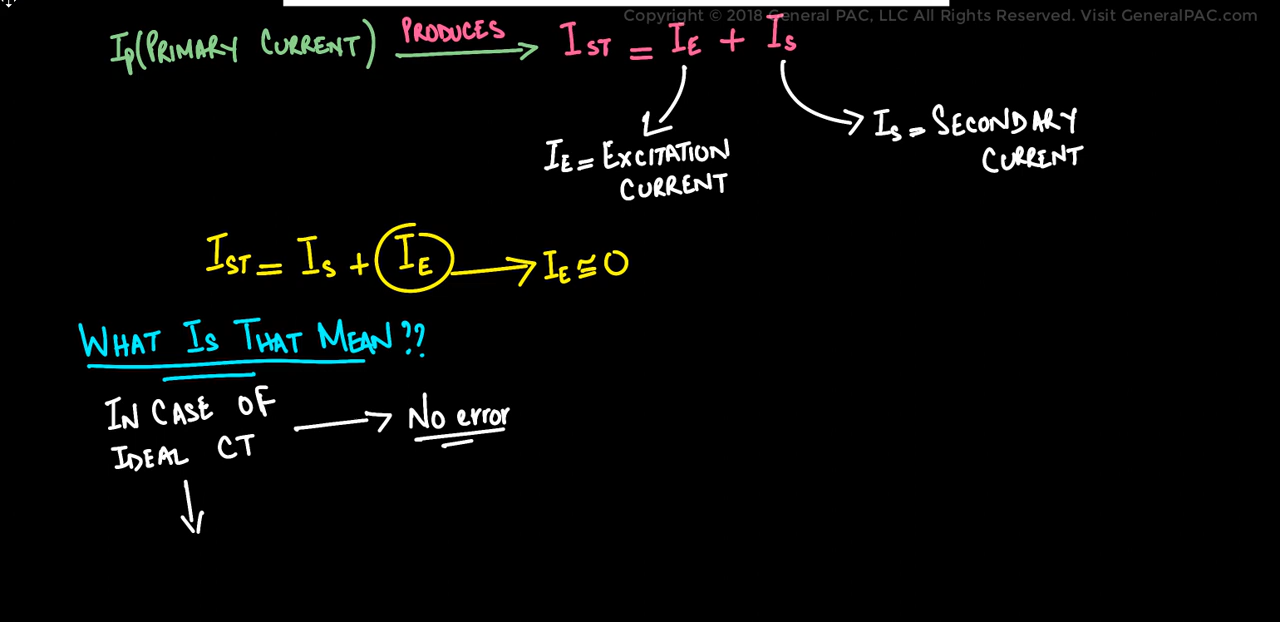 Copyright © 2018 General PAC, LLC All Rights Reserved. Visit GeneralPAC.com
Ip(PRIMARY CURRENT) PRODUCES IST = IE + IS
IE = EXCITATION CURRENT
IS = SECONDARY CURRENT
IST = IS + IE → IE ≅ 0
WHAT IS THAT MEAN??
IN CASE OF
IDEAL CT → No error